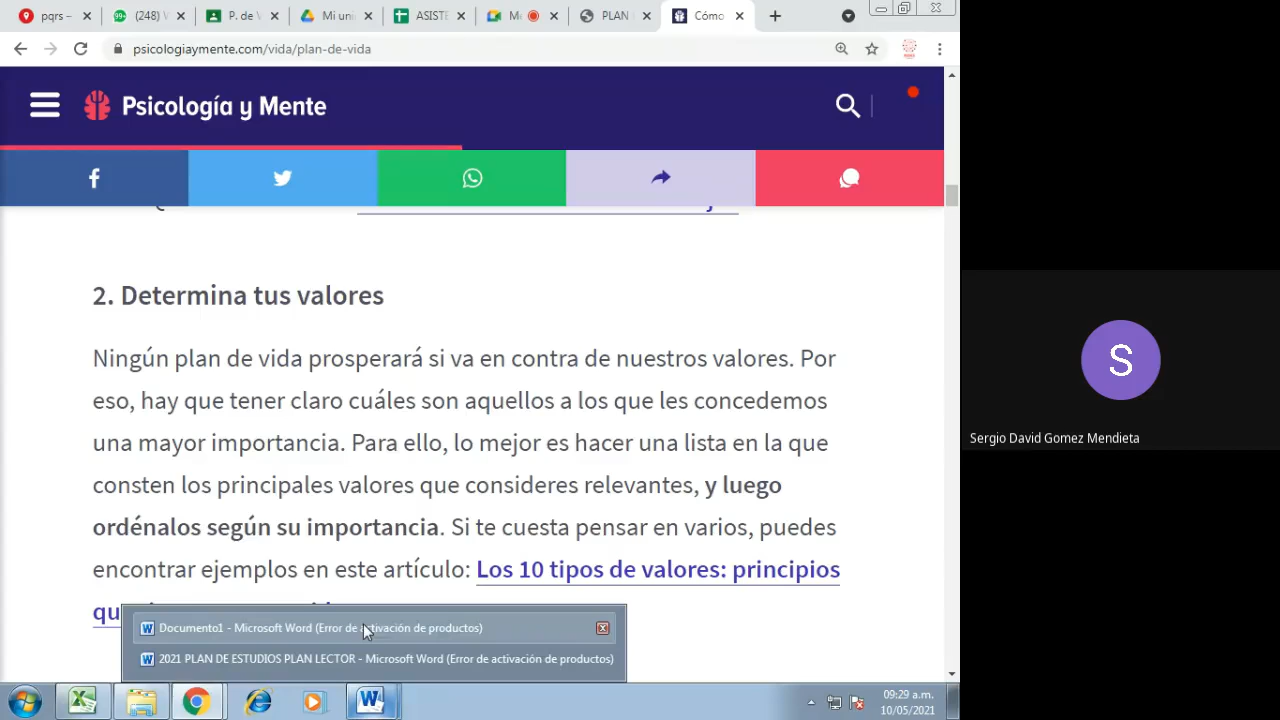 pqrs –
(248) V
P. de V
Mi uni
ASISTE
Me
PLAN
Cómo
psicologiaymente.com/vida/plan-de-vida
Psicología y Mente
2. Determina tus valores
Ningún plan de vida prosperará si va en contra de nuestros valores. Por
eso, hay que tener claro cuáles son aquellos a los que les concedemos
una mayor importancia. Para ello, lo mejor es hacer una lista en la que
consten los principales valores que consideres relevantes, y luego
ordénalos según su importancia. Si te cuesta pensar en varios, puedes
encontrar ejemplos en este artículo: Los 10 tipos de valores: principios
Documento1 - Microsoft Word (Error de activación de productos)
2021 PLAN DE ESTUDIOS PLAN LECTOR - Microsoft Word (Error de activación de productos)
09:29 a.m.
10/05/2021
S
Sergio David Gomez Mendieta